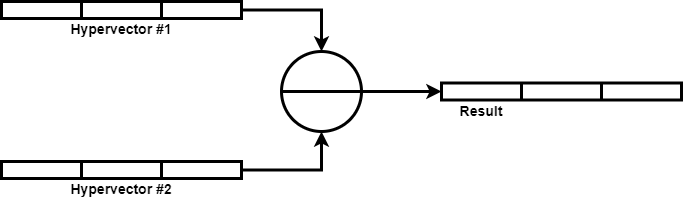 Hypervector #1
Result
Hypervector #2